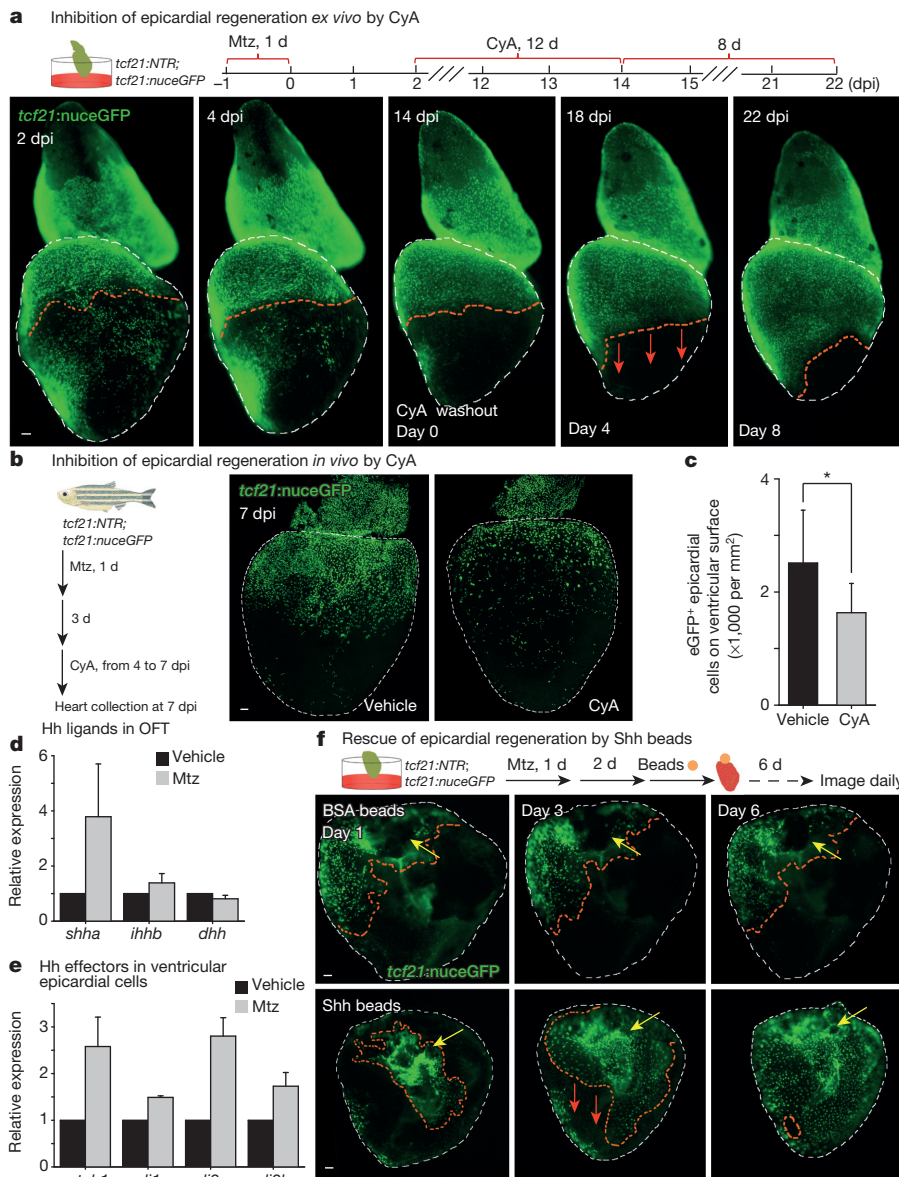 a Inhibition of epicardial regeneration ex vivo by CyA
tcf21:NTR;
tcf21:nuceGFP
Mtz, 1 d
CyA, 12 d
8 d
–1 0 1 2 12 13 14 15 21 22 (dpi)
tcf21:nuceGFP
2 dpi
4 dpi
14 dpi
18 dpi
22 dpi
CyA washout
Day 0
Day 4
Day 8
b Inhibition of epicardial regeneration in vivo by CyA
tcf21:NTR;
tcf21:nuceGFP
Mtz, 1 d
3 d
CyA, from 4 to 7 dpi
Heart collection at 7 dpi
tcf21:nuceGFP
7 dpi
Vehicle
CyA
c
eGFP+ epicardial
cells on ventricular surface
(×1,000 per mm2)
4
2
0
*
Vehicle CyA
d Hh ligands in OFT
Vehicle
Mtz
Relative expression
6
4
2
1
0
shha ihhb dhh
e Hh effectors in ventricular
epicardial cells
Vehicle
Mtz
Relative expression
3
2
1
0
f Rescue of epicardial regeneration by Shh beads
tcf21:NTR;
tcf21:nuceGFP
Mtz, 1 d
2 d
Beads
6 d
Image daily
BSA beads
Day 1
Day 3
Day 6
tcf21:nuceGFP
Shh beads